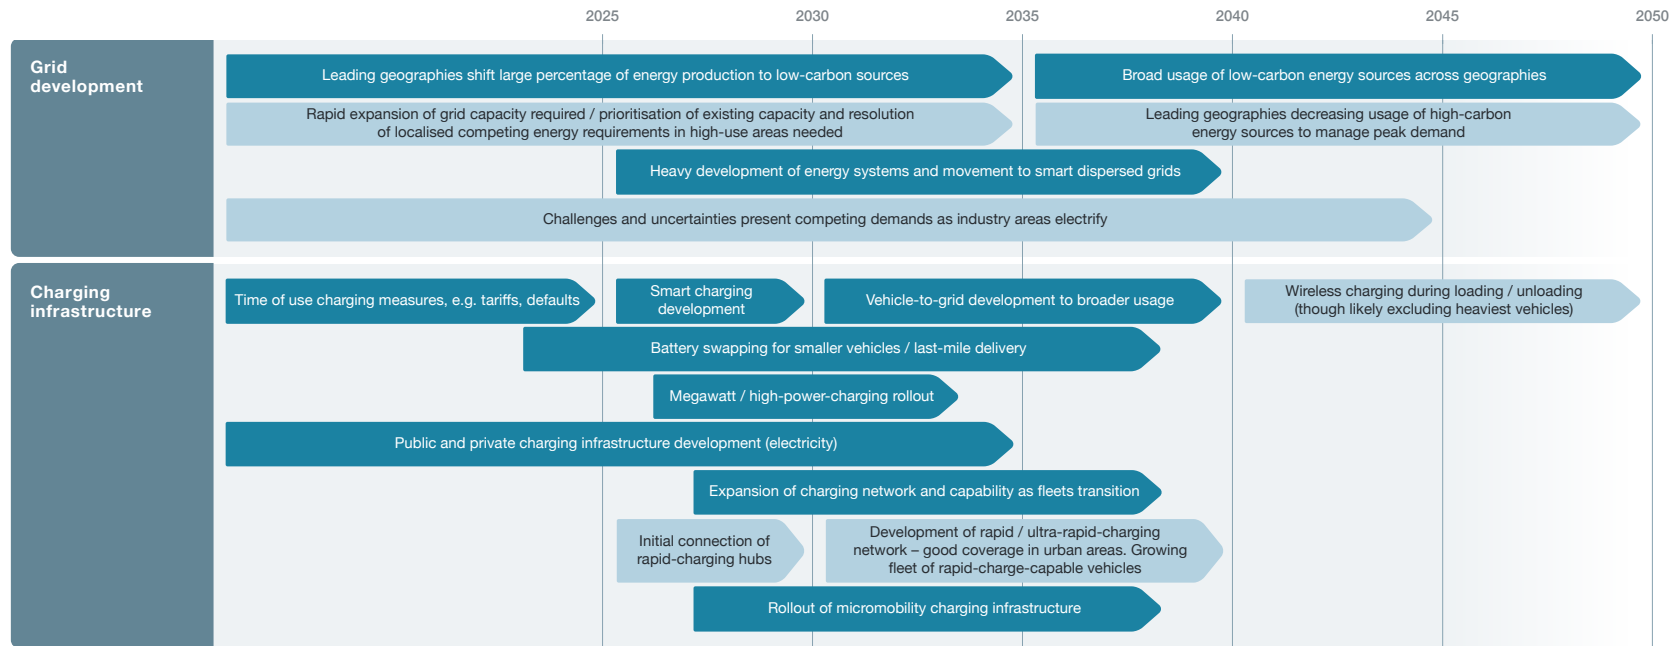 2025 2030 2035 2040 2045 2050
Grid
development
Leading geographies shift large percentage of energy production to low-carbon sources
Broad usage of low-carbon energy sources across geographies
Rapid expansion of grid capacity required / prioritisation of existing capacity and resolution
of localised competing energy requirements in high-use areas needed
Leading geographies decreasing usage of high-carbon
energy sources to manage peak demand
Heavy development of energy systems and movement to smart dispersed grids
Challenges and uncertainties present competing demands as industry areas electrify
Charging
infrastructure
Time of use charging measures, e.g. tariffs, defaults
Smart charging
development
Vehicle-to-grid development to broader usage
Wireless charging during loading / unloading
(though likely excluding heaviest vehicles)
Battery swapping for smaller vehicles / last-mile delivery
Megawatt / high-power-charging rollout
Public and private charging infrastructure development (electricity)
Expansion of charging network and capability as fleets transition
Initial connection of
rapid-charging hubs
Development of rapid / ultra-rapid-charging
network – good coverage in urban areas. Growing
fleet of rapid-charge-capable vehicles
Rollout of micromobility charging infrastructure